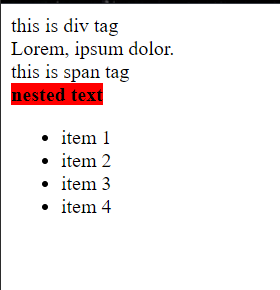 this is div tag
Lorem, ipsum dolor.
this is span tag
nested text
item 1
item 2
item 3
item 4